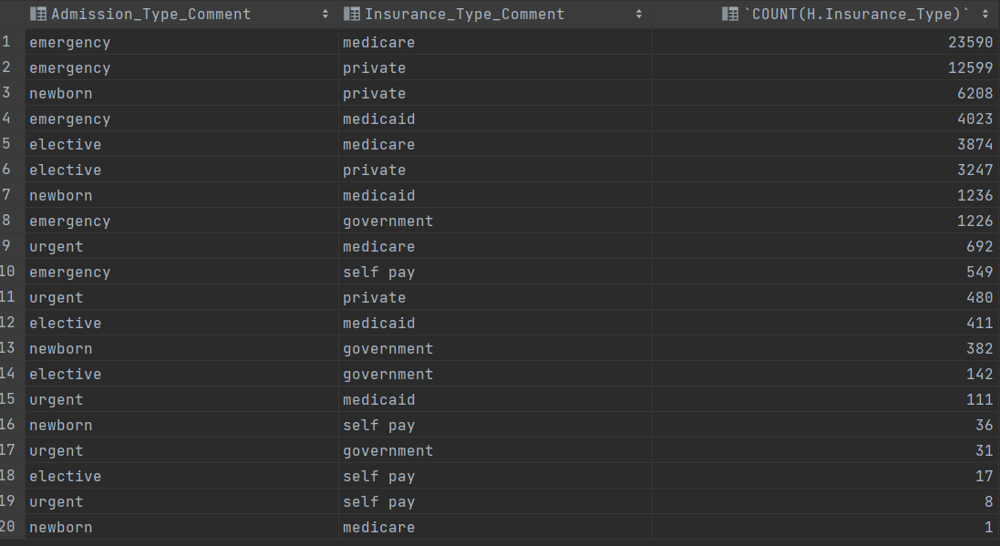 Admission_Type_Comment Insurance_Type_Comment `COUNT(H.Insurance_Type)`
1 emergency medicare 23590
2 emergency private 12599
3 newborn private 6208
4 emergency medicaid 4023
5 elective medicare 3874
6 elective private 3247
7 newborn medicaid 1236
8 emergency government 1226
9 urgent medicare 692
10 emergency self pay 549
11 urgent private 480
12 elective medicaid 411
13 newborn government 382
14 elective government 142
15 urgent medicaid 111
16 newborn self pay 36
17 urgent government 31
18 elective self pay 17
19 urgent self pay 8
20 newborn medicare 1